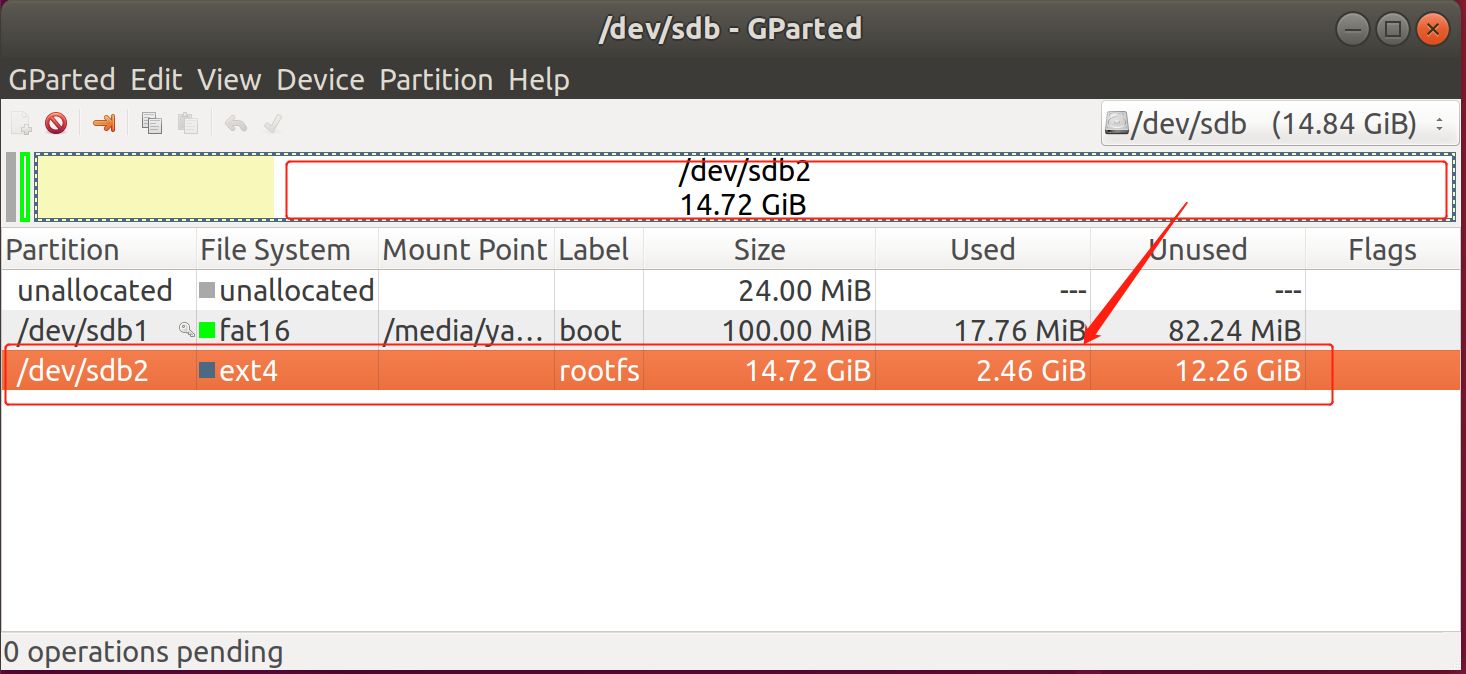 /dev/sdb - GParted
GParted Edit View Device Partition Help
/dev/sdb (14.84 GiB)
/dev/sdb2
14.72 GiB
Partition File System Mount Point Label Size Used Unused Flags
unallocated unallocated 24.00 MiB --- ---
/dev/sdb1 fat16 /media/ya... boot 100.00 MiB 17.76 MiB 82.24 MiB
/dev/sdb2 ext4 rootfs 14.72 GiB 2.46 GiB 12.26 GiB
0 operations pending